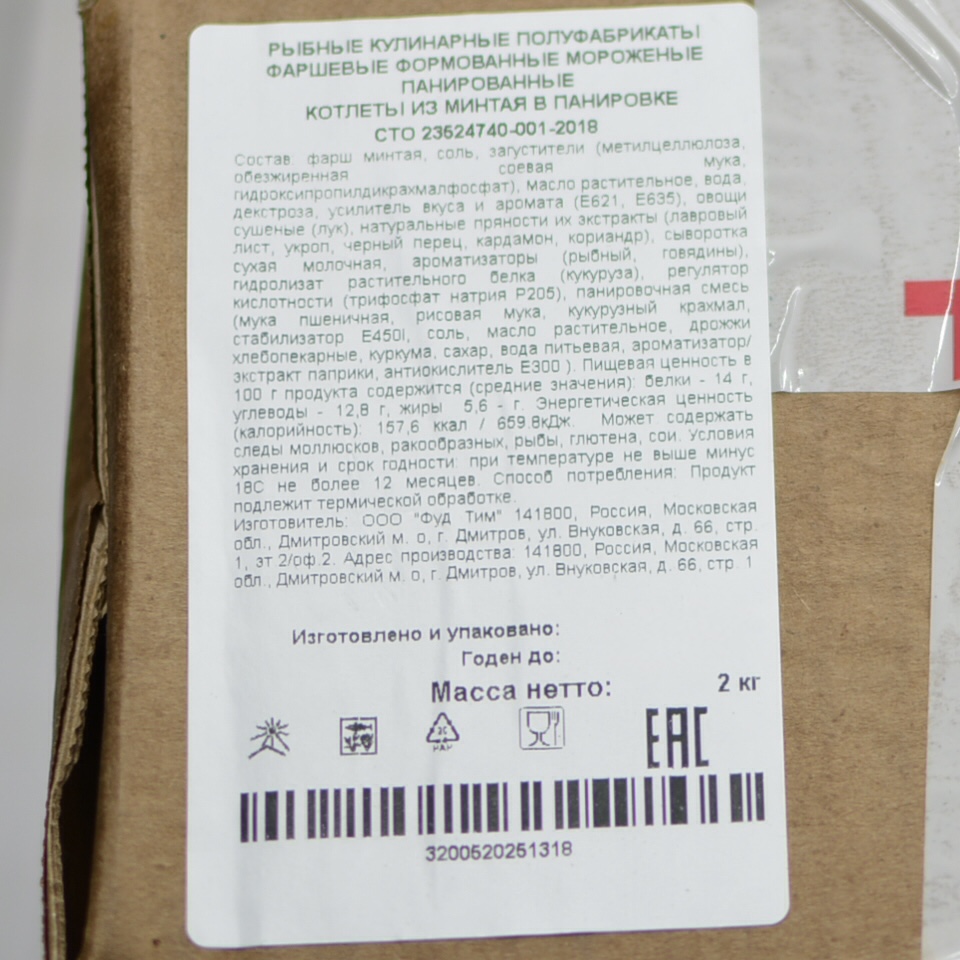 РЫБНЫЕ КУЛИНАРНЫЕ ПОЛУФАБРИКАТЫ
ФАРШЕВЫЕ ФОРМОВАННЫЕ МОРОЖЕНЫЕ
ПАНИРОВАННЫЕ
КОТЛЕТЫ ИЗ МИНТАЯ В ПАНИРОВКЕ
СТО 23524740-001-2018
Состав: фарш минтая, соль, загустители (метилцеллюлоза,
обезжиренная соевая мука,
гидроксипропилдикрахмалфосфат), масло растительное, вода,
декстроза, усилитель вкуса и аромата (Е621, Е635), овощи
сушеные (лук), натуральные пряности их экстракты (лавровый
лист, укроп, черный перец, кардамон, кориандр), сыворотка
сухая молочная, ароматизаторы (рыбный, говядины),
гидролизат растительного белка (кукуруза), регулятор
кислотности (трифосфат натрия Р205), панировочная смесь
(мука пшеничная, рисовая мука, кукурузный крахмал,
стабилизатор Е450i, соль, масло растительное, дрожжи
хлебопекарные, куркума, сахар, вода питьевая, ароматизатор/
экстракт паприки, антиокислитель Е300 ). Пищевая ценность в
100 г продукта содержится (средние значения): белки - 14 г,
углеводы - 12,8 г, жиры 5,6 - г. Энергетическая ценность
(калорийность): 157,6 ккал / 659.8кДж. Может содержать
следы моллюсков, ракообразных, рыбы, глютена, сои. Условия
хранения и срок годности: при температуре не выше минус
18С не более 12 месяцев. Способ потребления: Продукт
подлежит термической обработке.
Изготовитель: ООО "Фуд Тим" 141800, Россия, Московская
обл., Дмитровский м. о, г. Дмитров, ул. Внуковская, д. 66, стр.
1, эт 2/оф.2. Адрес производства: 141800, Россия, Московская
обл., Дмитровский м. о, г. Дмитров, ул. Внуковская, д. 66, стр. 1
Изготовлено и упаковано:
Годен до:
Масса нетто: 2 кг
PAP
EAC
3200520251318